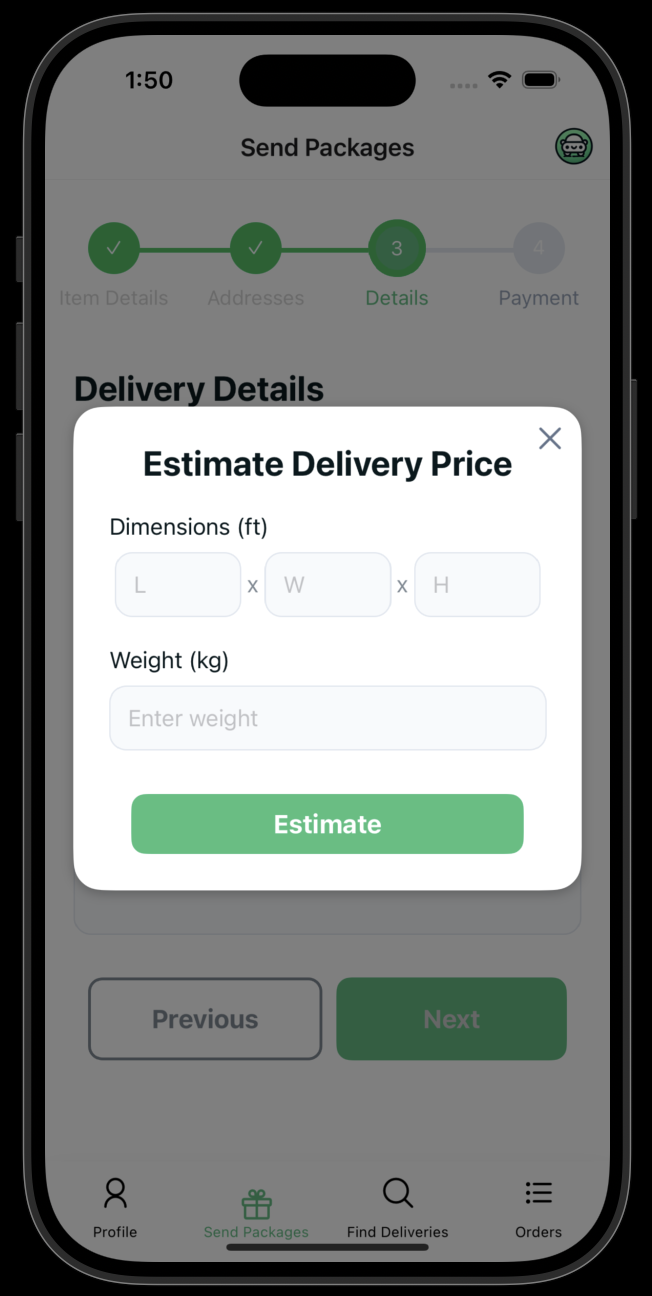 1:50
Send Packages
3
4
Item Details Addresses Details Payment
Delivery Details
Estimate Delivery Price
Dimensions (ft)
L x W x H
Weight (kg)
Enter weight
Estimate
Previous Next
Profile Send Packages Find Deliveries Orders